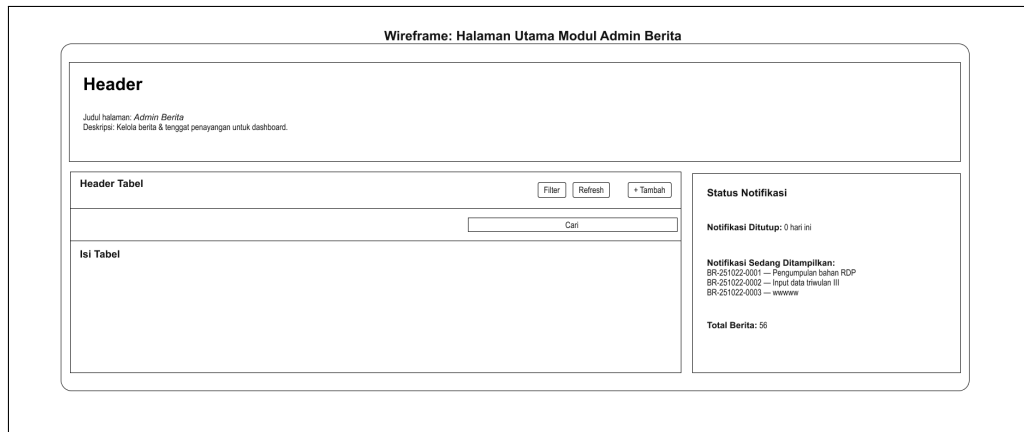 Wireframe: Halaman Utama Modul Admin Berita
Header
Judul halaman: Admin Berita
Deskripsi: Kelola berita & tenggat penayangan untuk dashboard.
Header Tabel
Filter
Refresh
+ Tambah
Cari
Isi Tabel
Status Notifikasi
Notifikasi Ditutup: 0 hari ini
Notifikasi Sedang Ditampilkan:
BR-251022-0001 — Pengumpulan bahan RDP
BR-251022-0002 — Input data triwulan III
BR-251022-0003 — wwwww
Total Berita: 56